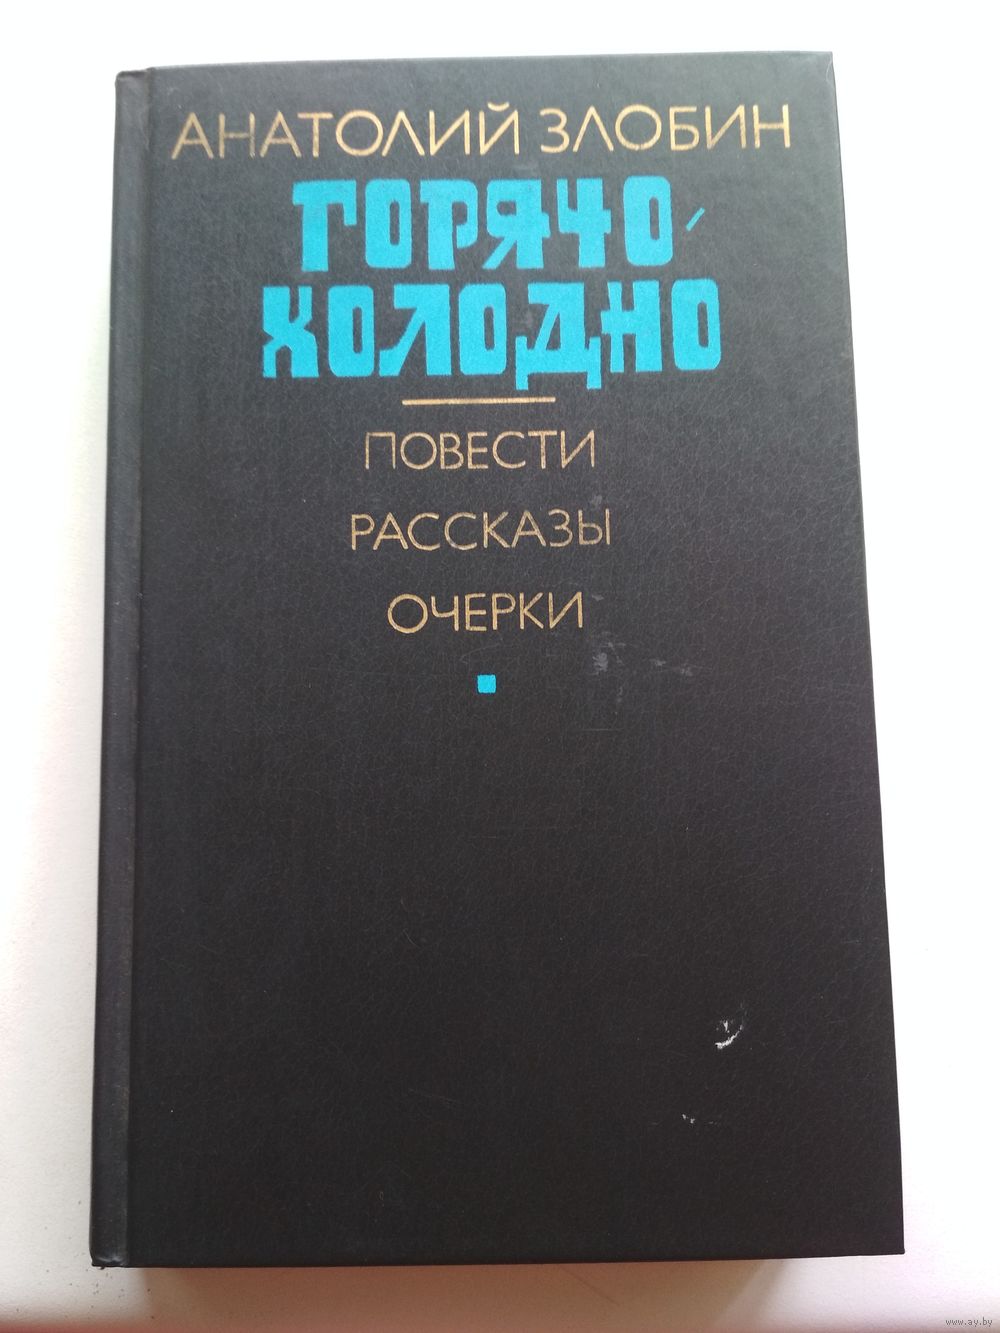 АНАТОЛИЙ ЗЛОБИН
ГОРЯЧО,
ХОЛОДНО
ПОВЕСТИ
РАССКАЗЫ
ОЧЕРКИ
www.ay.by